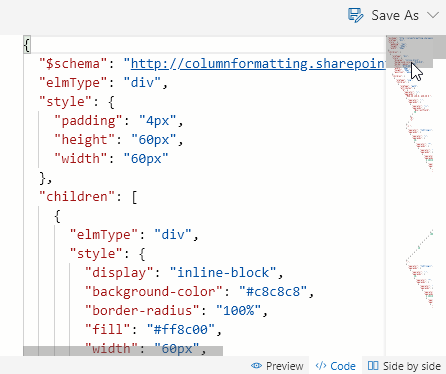 Save As
{
"$schema": "http://columnformatting.sharepoin
"elmType": "div",
"style": {
"padding": "4px",
"height": "60px",
"width": "60px"
},
"children": [
{
"elmType": "div",
"style": {
"display": "inline-block",
"background-color": "#c8c8c8",
"border-radius": "100%",
"fill": "#ff8c00",
"width": "60px",
Preview
Code
Side by side